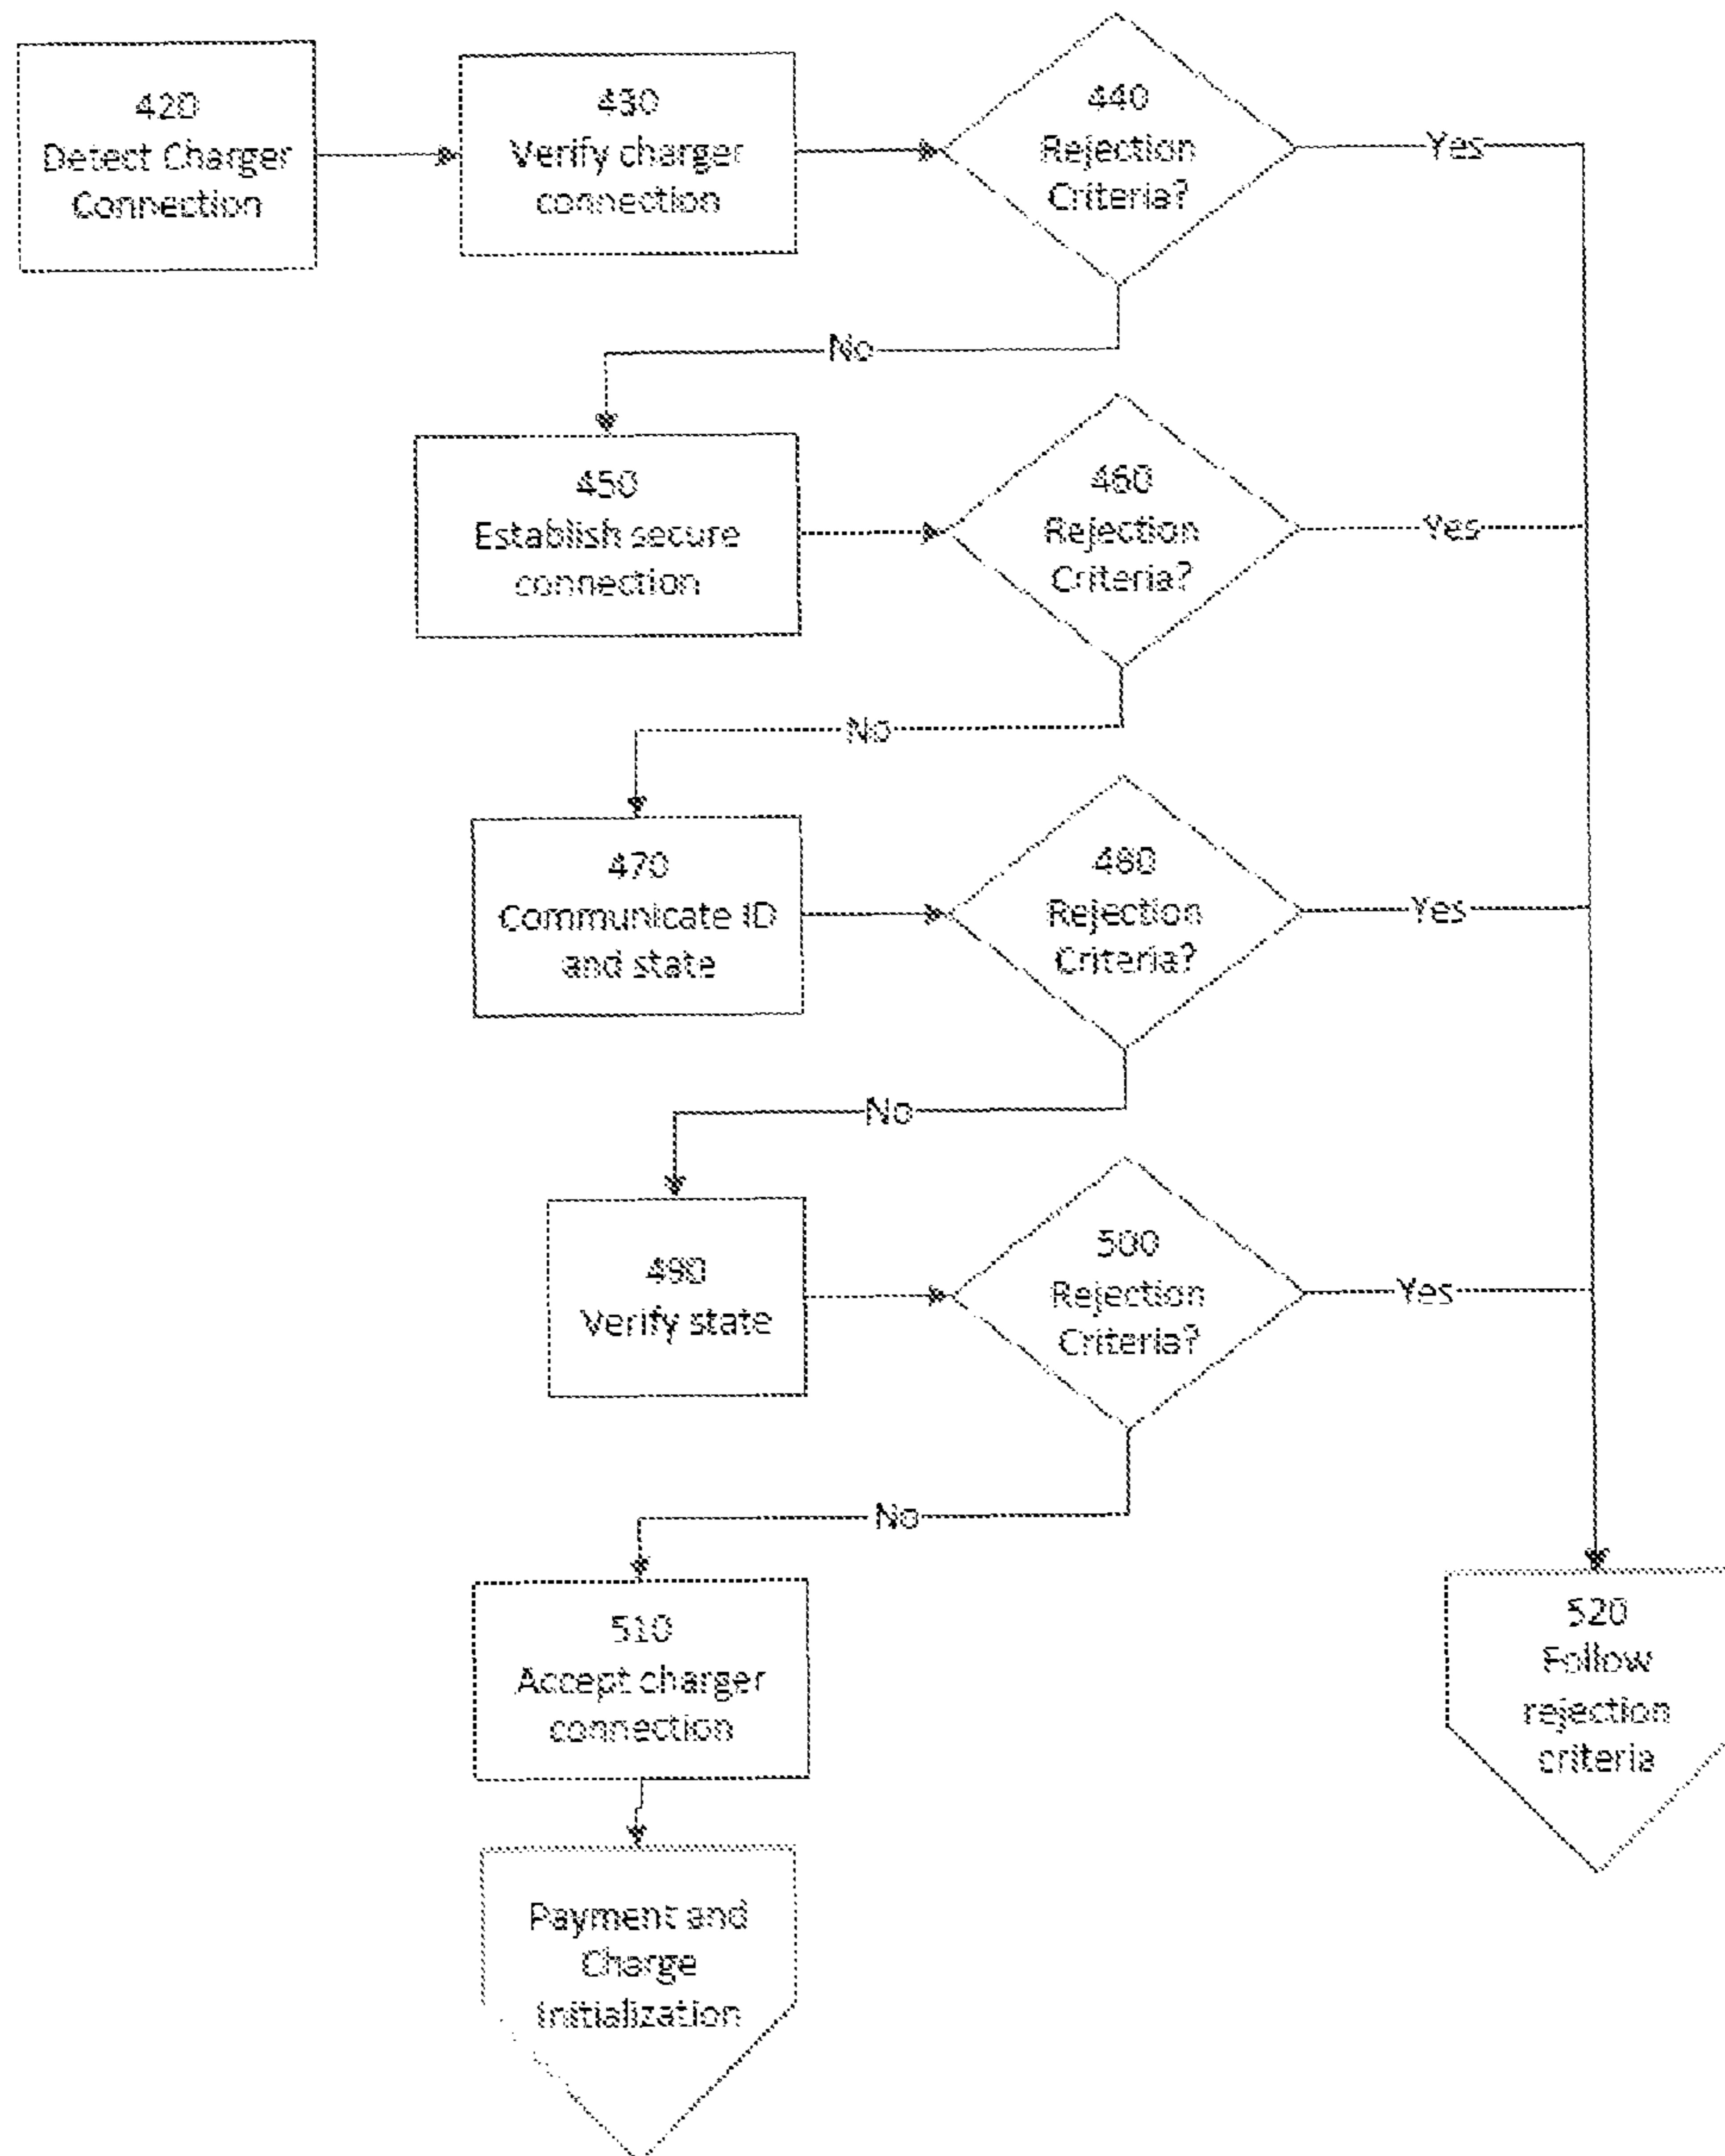 420
Detect Charger
Connection
430
Verify charger
connection
440
Rejection
Criteria?
Yes
No
450
Establish secure
connection
460
Rejection
Criteria?
Yes
No
470
Communicate ID
and state
480
Rejection
Criteria?
Yes
No
490
Verify state
500
Rejection
Criteria?
Yes
No
510
Accept charger
connection
520
Follow
rejection
criteria
Payment and
Charge
Initialization